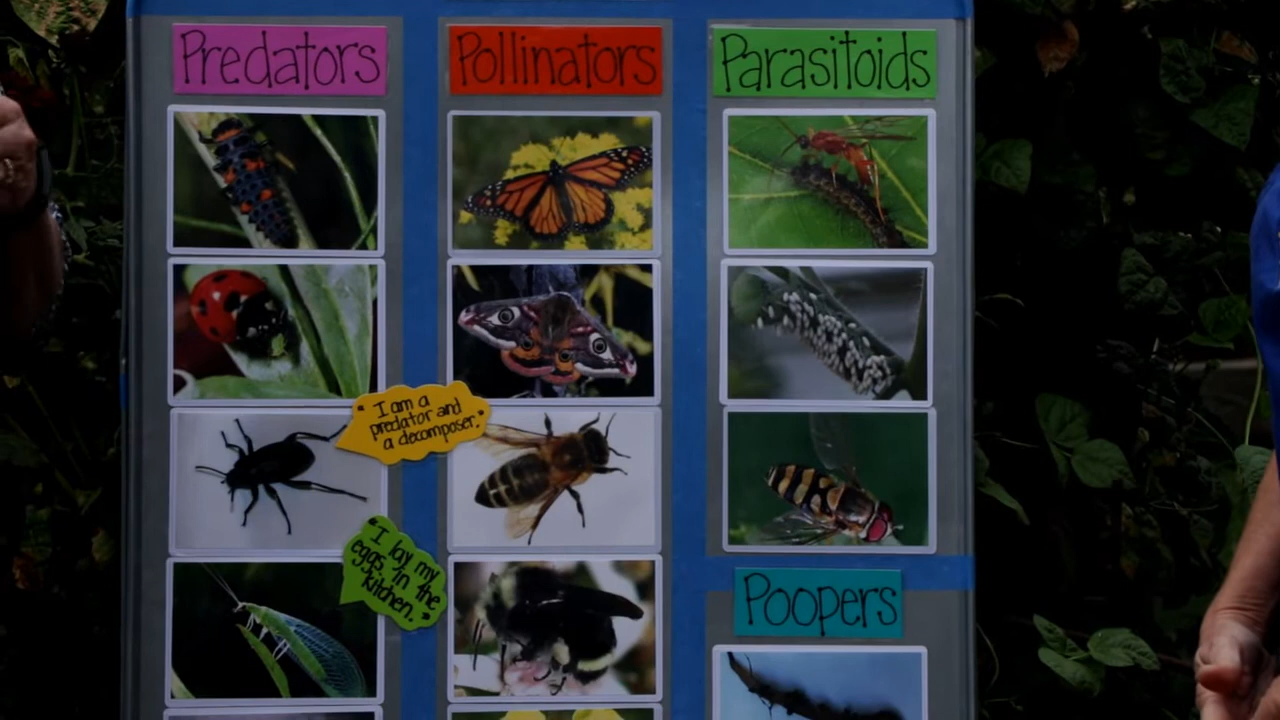 Predators
Pollinators
Parasitoids
"I am a
predator and
a decomposer."
"I lay my
eggs in the
kitchen."
Poopers